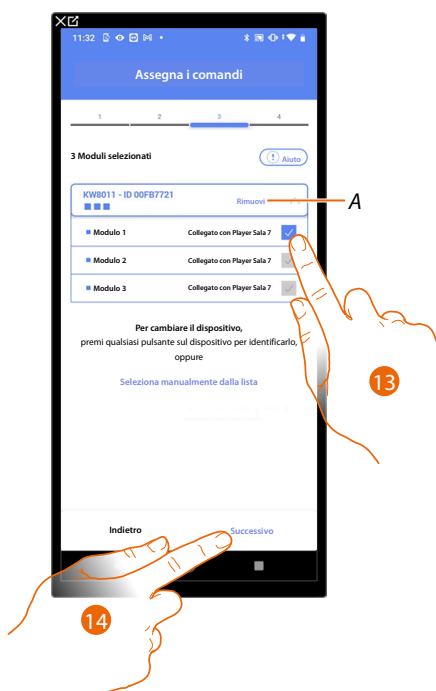 11:32
Assegna i comandi
1 2 3 4
3 Moduli selezionati
Aiuto
KW8011 - ID 00FB7721
Rimuovi
A
Modulo 1 Collegato con Player Sala 7
Modulo 2 Collegato con Player Sala 7
Modulo 3 Collegato con Player Sala 7
Per cambiare il dispositivo,
premi qualsiasi pulsante sul dispositivo per identificarlo,
oppure
Seleziona manualmente dalla lista
13
Indietro Successivo
14